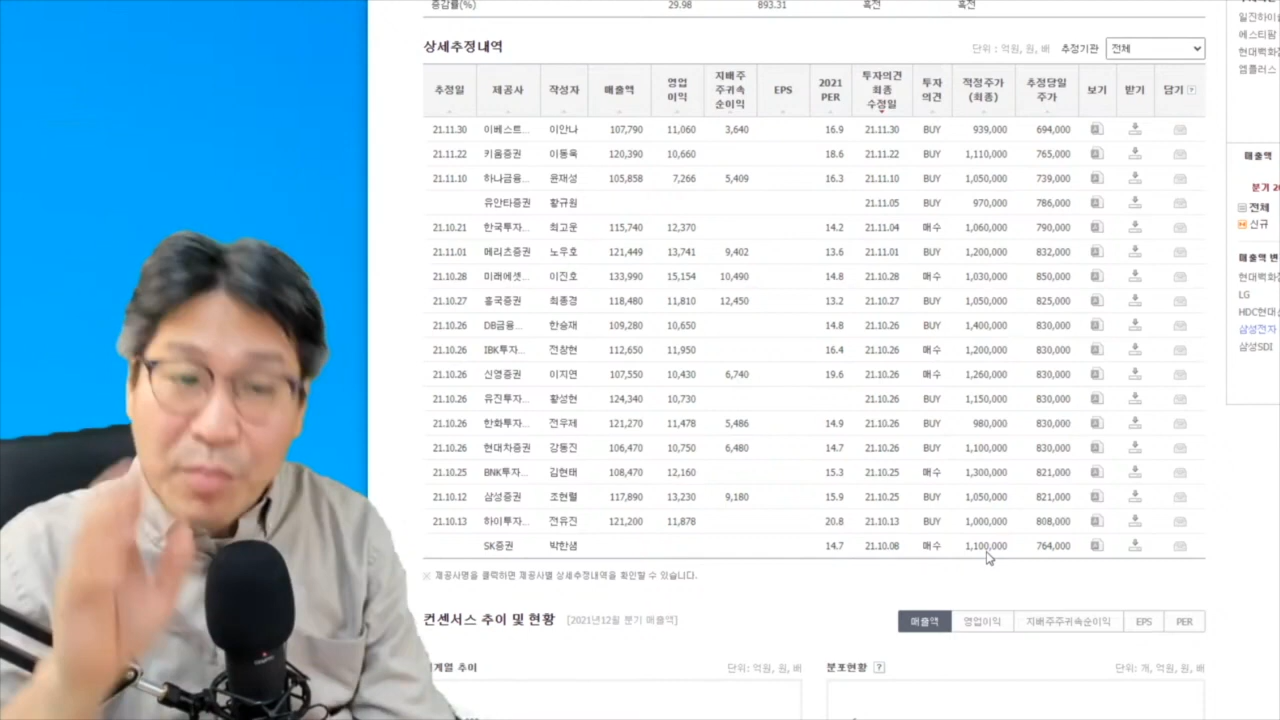 증감률(%) 29.98 893.31 흑전 흑전
상세추정내역
단위 : 억원, 원, 배 추정기관 전체
추정일 제공사 작성자 매출액 영업이익 지배주주귀속순이익 EPS 2021 PER 투자의견 최종수정일 투자의견 적정주가(최종) 추정당일주가 보기 받기 담기
21.11.30 이베스트... 이안나 107,790 11,060 3,640 16.9 21.11.30 BUY 939,000 694,000
21.11.22 키움증권 이동욱 120,390 10,660 18.6 21.11.22 BUY 1,110,000 765,000
21.11.10 하나금융... 윤재성 105,858 7,266 5,409 16.3 21.11.10 BUY 1,050,000 739,000
유안타증권 황규원 21.11.05 BUY 970,000 786,000
21.10.21 한국투자... 최고운 115,740 12,370 14.2 21.11.04 매수 1,060,000 790,000
21.11.01 메리츠증권 노우호 121,449 13,741 9,402 13.6 21.11.01 BUY 1,200,000 832,000
21.10.28 미래에셋... 이진호 133,990 15,154 10,490 14.8 21.10.28 매수 1,030,000 850,000
21.10.27 흥국증권 최종경 118,480 11,810 12,450 13.2 21.10.27 BUY 1,050,000 825,000
21.10.26 DB금융... 한승재 109,280 10,650 14.8 21.10.26 BUY 1,400,000 830,000
21.10.26 IBK투자... 전창현 112,650 11,950 16.4 21.10.26 매수 1,200,000 830,000
21.10.26 신영증권 이지연 107,550 10,430 6,740 19.6 21.10.26 매수 1,260,000 830,000
21.10.26 유진투자... 황성현 124,340 10,730 21.10.26 BUY 1,150,000 830,000
21.10.26 한화투자... 전우제 121,270 11,478 5,486 14.9 21.10.26 BUY 980,000 830,000
21.10.26 현대차증권 강동진 106,470 10,750 6,480 14.7 21.10.26 BUY 1,100,000 830,000
21.10.25 BNK투자... 김현태 108,470 12,160 15.3 21.10.25 매수 1,300,000 821,000
21.10.12 삼성증권 조현렬 117,890 13,230 9,180 15.9 21.10.25 BUY 1,050,000 821,000
21.10.13 하이투자... 전유진 121,200 11,878 20.8 21.10.13 BUY 1,000,000 808,000
SK증권 박한샘 14.7 21.10.08 매수 1,100,000 764,000
※ 제공사명을 클릭하면 제공사별 상세추정내역을 확인할 수 있습니다.
컨센서스 추이 및 현황 [2021년12월 분기 매출액] 매출액 영업이익 지배주주귀속순이익 EPS PER
계열 추이 단위: 억원, 원, 배
분포현황 단위: 개, 억원, 원, 배
일진하이
에스티팜
현대백화
엠플러스
매출액
분기 20
전체
신규
매출액 변
현대백화
LG
HDC현대
삼성전자
삼성SDI